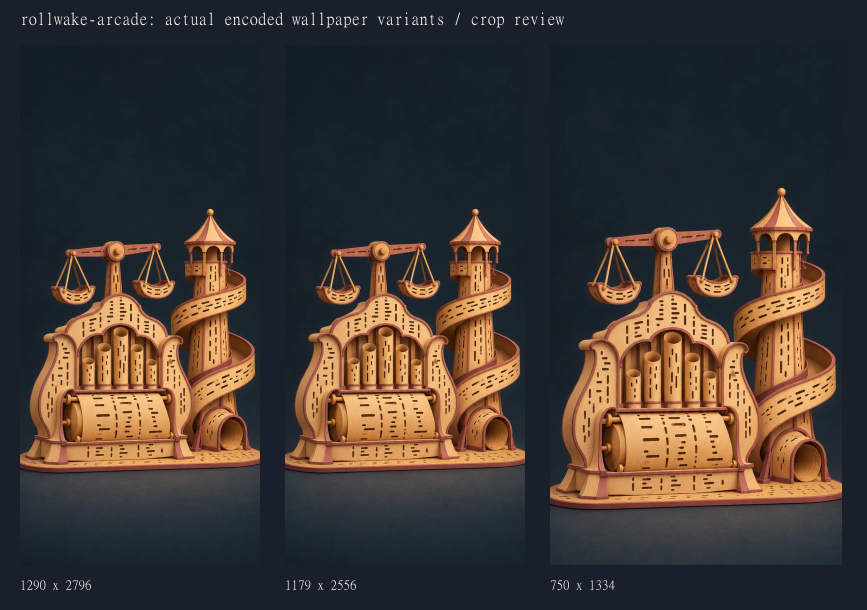 rollwake-arcade: actual encoded wallpaper variants / crop review
1290 x 2796
1179 x 2556
750 x 1334